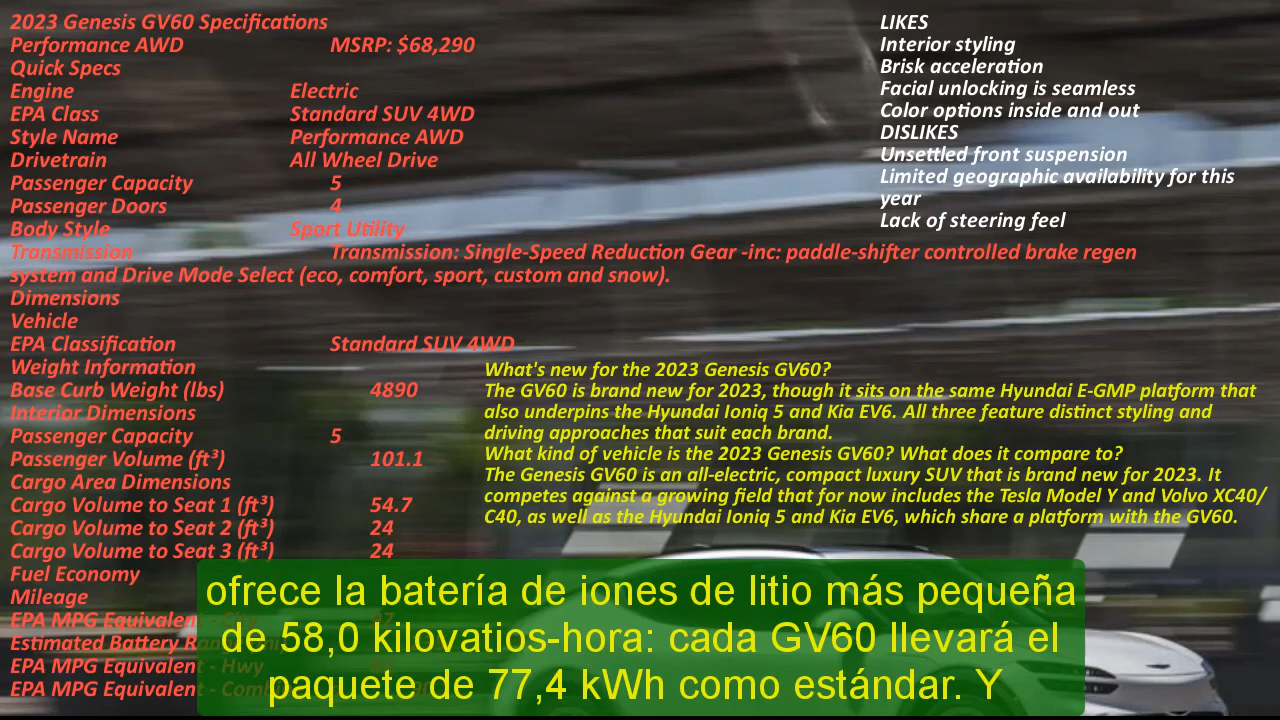 2023 Genesis GV60 Specifications
Performance AWD MSRP: $68,290
Quick Specs
Engine Electric
EPA Class Standard SUV 4WD
Style Name Performance AWD
Drivetrain All Wheel Drive
Passenger Capacity 5
Passenger Doors 4
Body Style Sport Utility
Transmission Transmission: Single-Speed Reduction Gear -inc: paddle-shifter controlled brake regen
system and Drive Mode Select (eco, comfort, sport, custom and snow).
Dimensions
Vehicle
EPA Classification Standard SUV 4WD
Weight Information
Base Curb Weight (lbs) 4890
Interior Dimensions
Passenger Capacity 5
Passenger Volume (ft³) 101.1
Cargo Area Dimensions
Cargo Volume to Seat 1 (ft³) 54.7
Cargo Volume to Seat 2 (ft³) 24
Cargo Volume to Seat 3 (ft³) 24
Fuel Economy
Mileage
EPA MPG Equivalent - City
Estimated Battery Range
EPA MPG Equivalent - Hwy
EPA MPG Equivalent - Combined
LIKES
Interior styling
Brisk acceleration
Facial unlocking is seamless
Color options inside and out
DISLIKES
Unsettled front suspension
Limited geographic availability for this
year
Lack of steering feel
What's new for the 2023 Genesis GV60?
The GV60 is brand new for 2023, though it sits on the same Hyundai E-GMP platform that
also underpins the Hyundai Ioniq 5 and Kia EV6. All three feature distinct styling and
driving approaches that suit each brand.
What kind of vehicle is the 2023 Genesis GV60? What does it compare to?
The Genesis GV60 is an all-electric, compact luxury SUV that is brand new for 2023. It
competes against a growing field that for now includes the Tesla Model Y and Volvo XC40/
C40, as well as the Hyundai Ioniq 5 and Kia EV6, which share a platform with the GV60.
ofrece la batería de iones de litio más pequeña
de 58,0 kilovatios-hora: cada GV60 llevará el
paquete de 77,4 kWh como estándar. Y